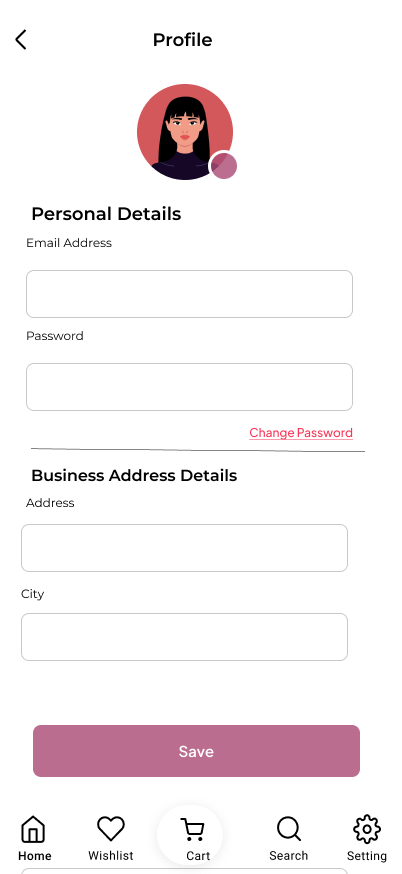 Profile
Personal Details
Email Address
Password
Change Password
Business Address Details
Address
City
Save
Home Wishlist Cart Search Setting